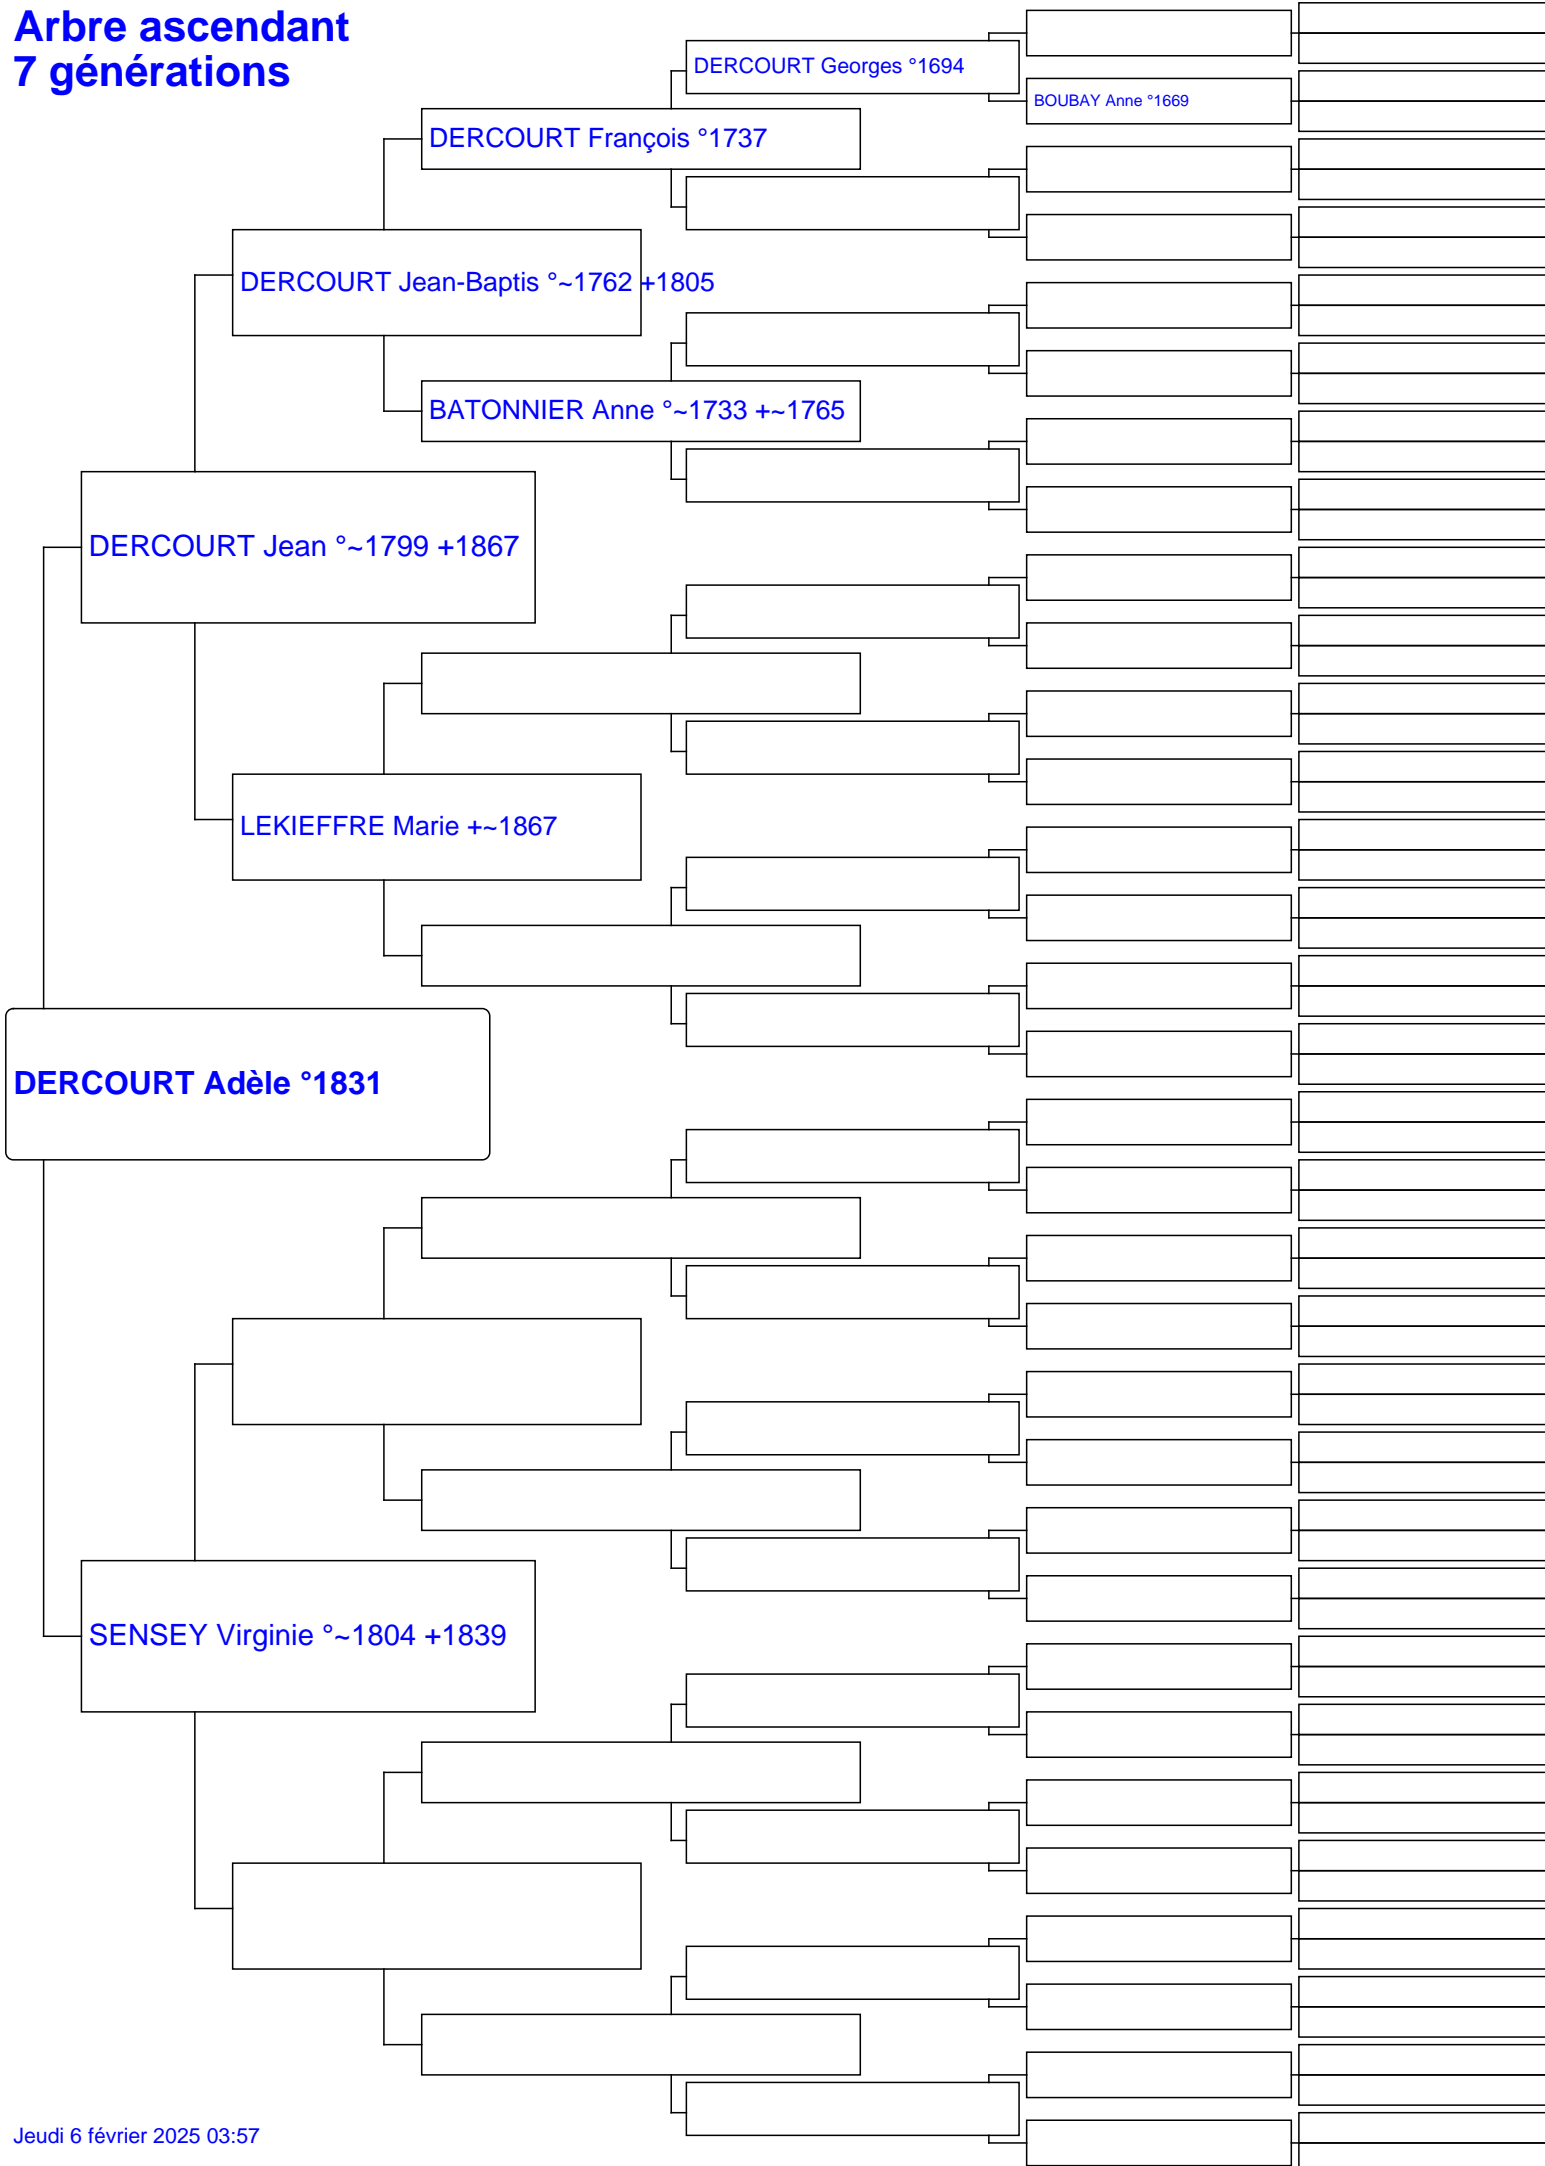 Arbre ascendant
7 générations
DERCOURT Georges °1694
BOUBAY Anne °1669
DERCOURT François °1737
DERCOURT Jean-Baptis °~1762 +1805
BATONNIER Anne °~1733 +~1765
DERCOURT Jean °~1799 +1867
LEKIEFFRE Marie +~1867
DERCOURT Adèle °1831
SENSEY Virginie °~1804 +1839
Jeudi 6 février 2025 03:57